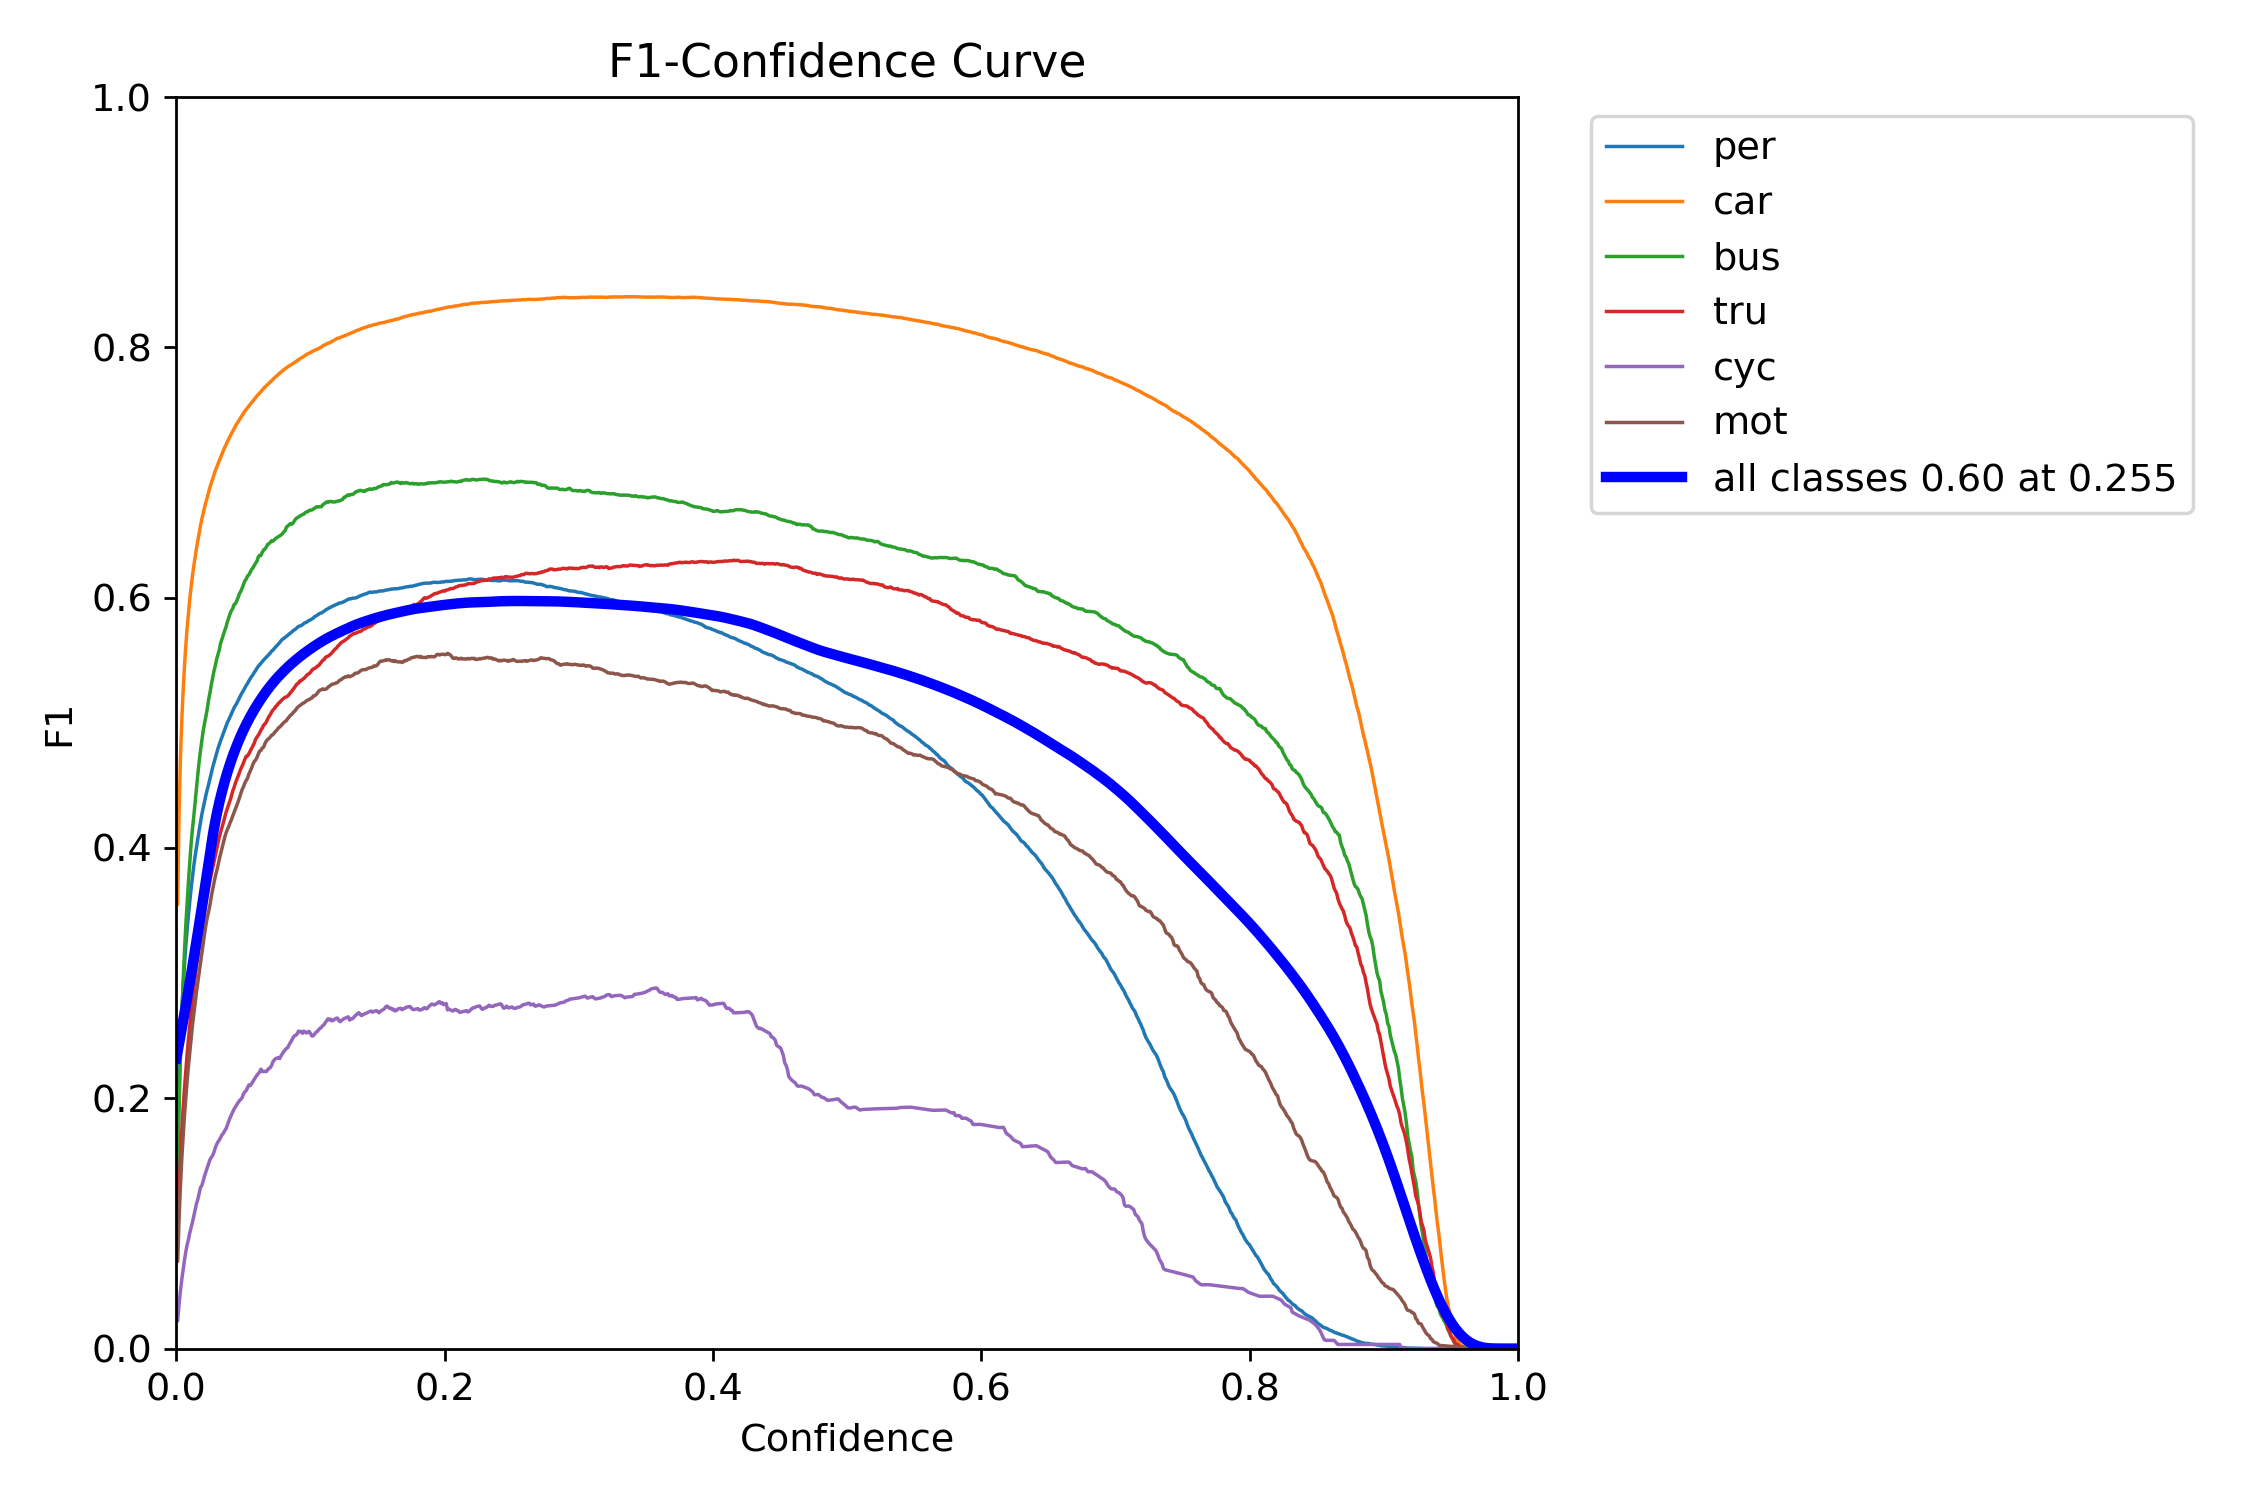 F1-Confidence Curve
1.0
0.8
0.6
0.4
0.2
0.0
F1
0.0 0.2 0.4 0.6 0.8 1.0
Confidence
per
car
bus
tru
cyc
mot
all classes 0.60 at 0.255